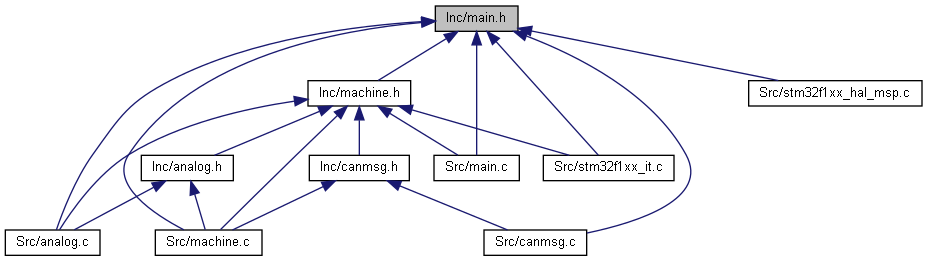 Inc/main.h
Inc/machine.h
Src/stm32f1xx_hal_msp.c
Inc/analog.h
Inc/canmsg.h
Src/main.c
Src/stm32f1xx_it.c
Src/analog.c
Src/machine.c
Src/canmsg.c